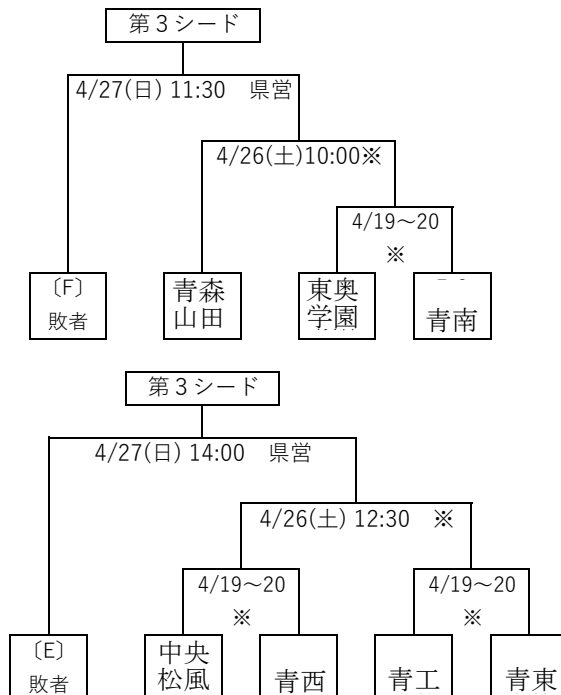 第３シード
4/27(日) 11:30　県営
4/26(土)10:00※
4/19～20
※
〔F〕
敗者
青森
山田
東奥
学園
青南
第３シード
4/27(日) 14:00　県営
4/26(土) 12:30　※
4/19～20
※
4/19～20
※
〔E〕
敗者
中央
松風
青西
青工
青東